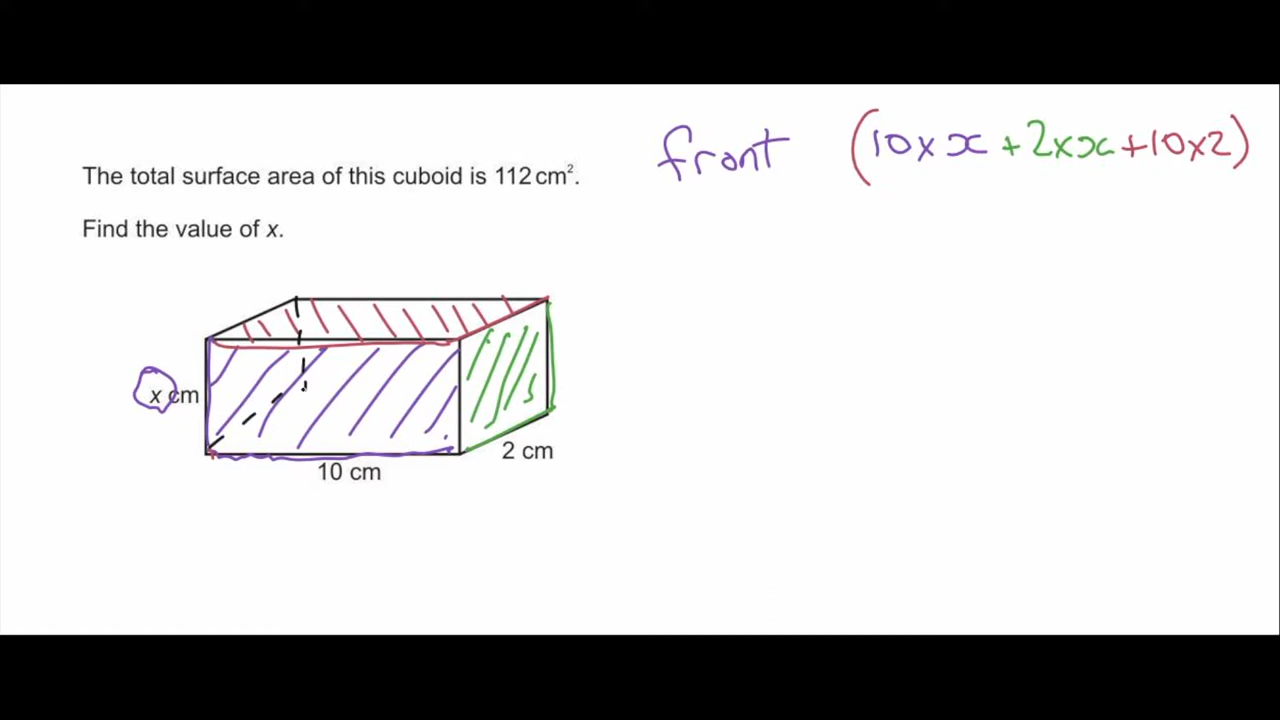 front (10 x x + 2 x x + 10 x 2)
The total surface area of this cuboid is 112 cm².
Find the value of x.
x cm
10 cm
2 cm